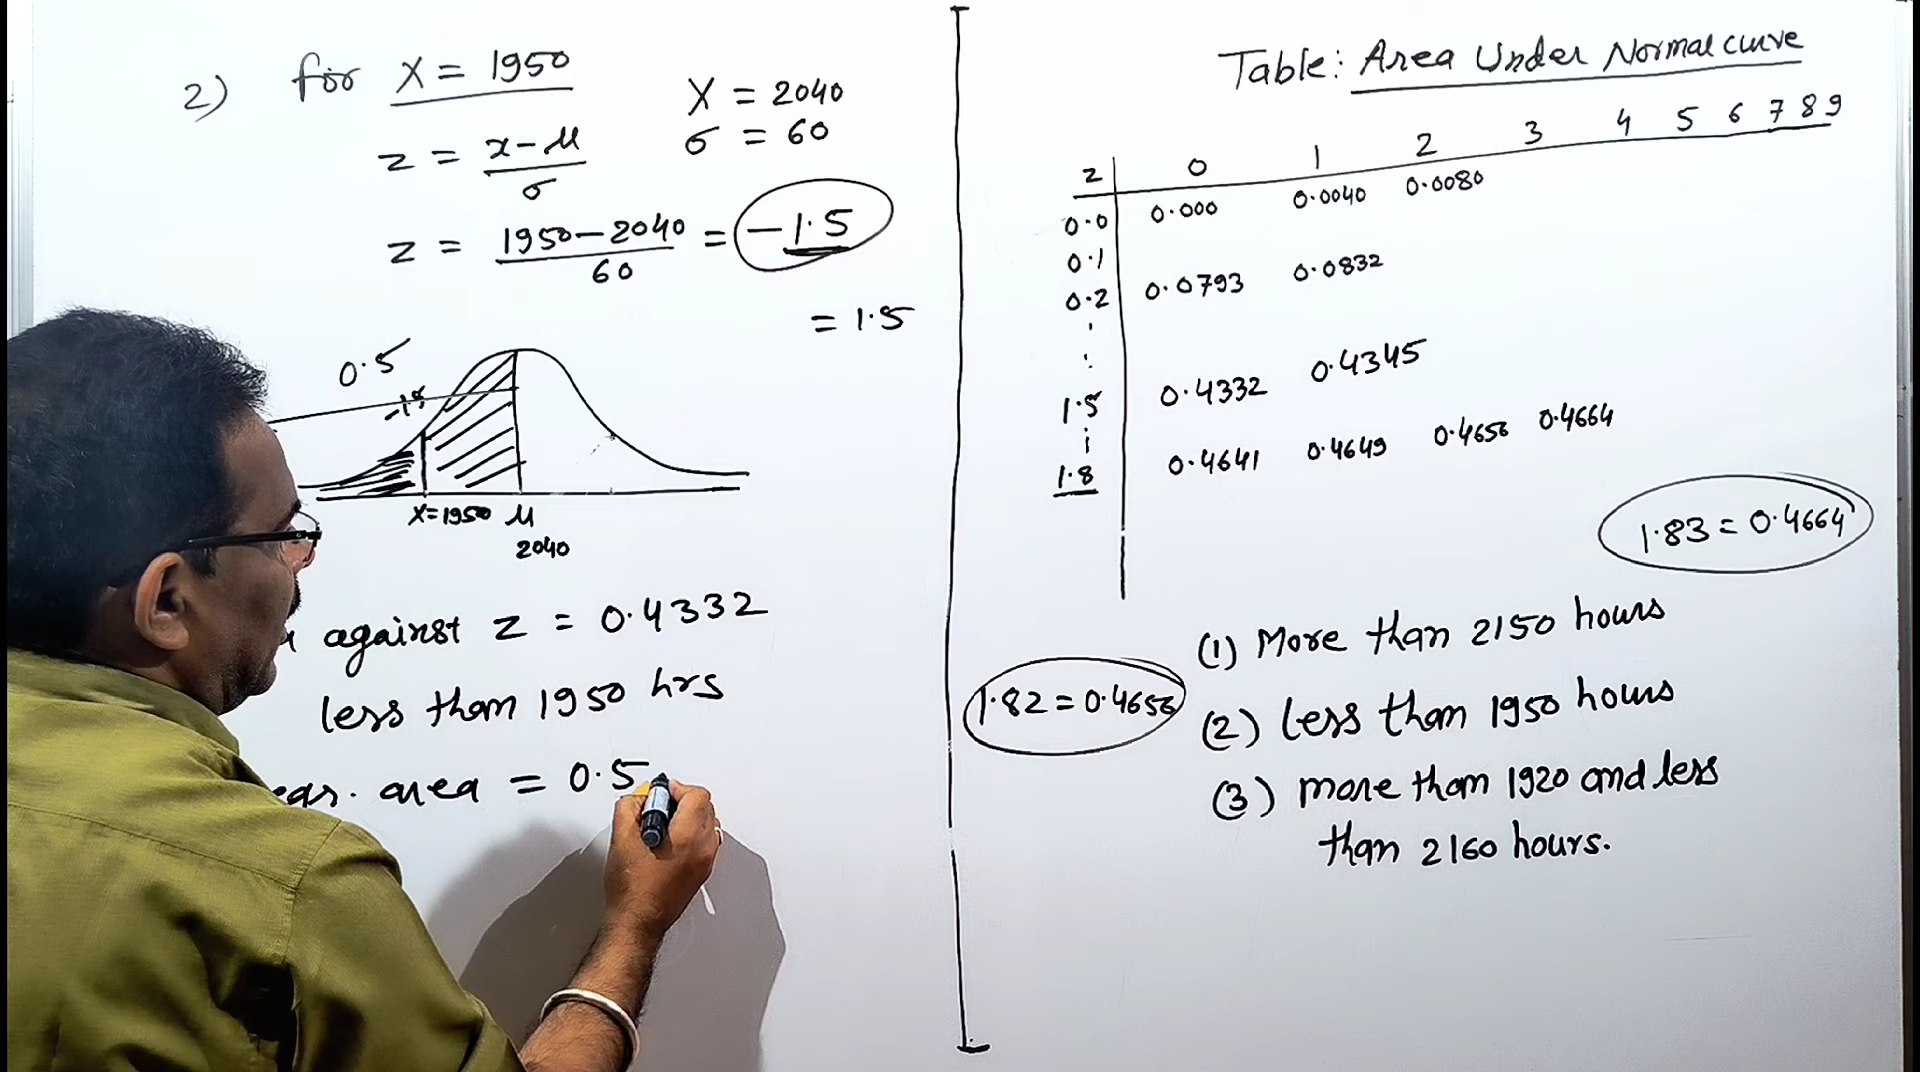 2) for X = 1950
X = 2040
σ = 60
z = x-μ/σ
z = 1950-2040/60 = -1.5
= 1.5
0.5
-1.5
X=1950 μ
2040
against z = 0.4332
less than 1950 hrs
area = 0.5
Table: Area Under Normal curve
z 0 1 2 3 4 5 6 7 8 9
0.0 0.000 0.0040 0.0080
0.1
0.2 0.0793 0.0832
1.5 0.4332 0.4345
1.8 0.4641 0.4649 0.4656 0.4664
1.83 = 0.4664
1.82 = 0.4656
(1) More than 2150 hours
(2) less than 1950 hours
(3) more than 1920 and less
than 2160 hours.